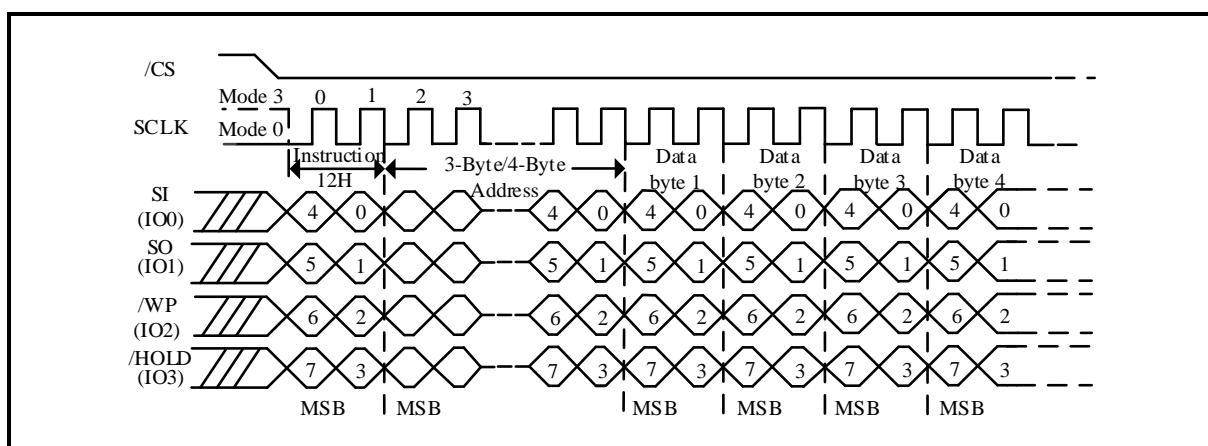 /CS
Mode 3 0 1 2 3
SCLK
Mode 0
Instruction 3-Byte/4-Byte Data Data Data Data
12H Address byte 1 byte 2 byte 3 byte 4
SI
(IO0)
4 0 4 0 4 0 4 0 4 0 4 0
SO
(IO1)
5 1 5 1 5 1 5 1 5 1 5 1
/WP
(IO2)
6 2 6 2 6 2 6 2 6 2 6 2
/HOLD
(IO3)
7 3 7 3 7 3 7 3 7 3 7 3
MSB MSB MSB MSB MSB MSB